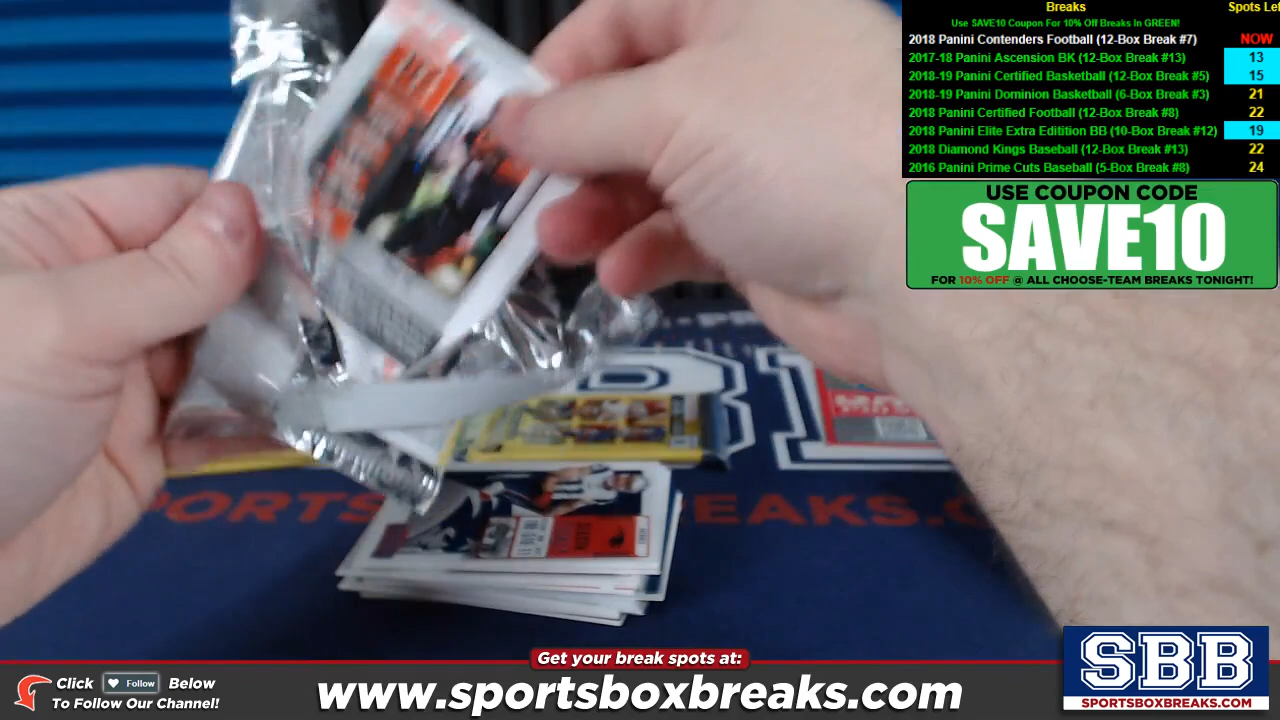 Breaks Spots Lef
Use SAVE10 Coupon For 10% Off Breaks In GREEN!
2018 Panini Contenders Football (12-Box Break #7) NOW
2017-18 Panini Ascension BK (12-Box Break #13) 13
2018-19 Panini Certified Basketball (12-Box Break #5) 15
2018-19 Panini Dominion Basketball (6-Box Break #3) 21
2018 Panini Certified Football (12-Box Break #8) 22
2018 Panini Elite Extra Edition BB (10-Box Break #12) 19
2018 Diamond Kings Baseball (12-Box Break #13) 22
2016 Panini Prime Cuts Baseball (5-Box Break #8) 24
USE COUPON CODE
SAVE10
FOR 10% OFF @ ALL CHOOSE-TEAM BREAKS TONIGHT!
PORTS
EAKS.C
Get your break spots at:
Click Follow Below
To Follow Our Channel!
www.sportsboxbreaks.com
SBB
SPORTSBOXBREAKS.COM